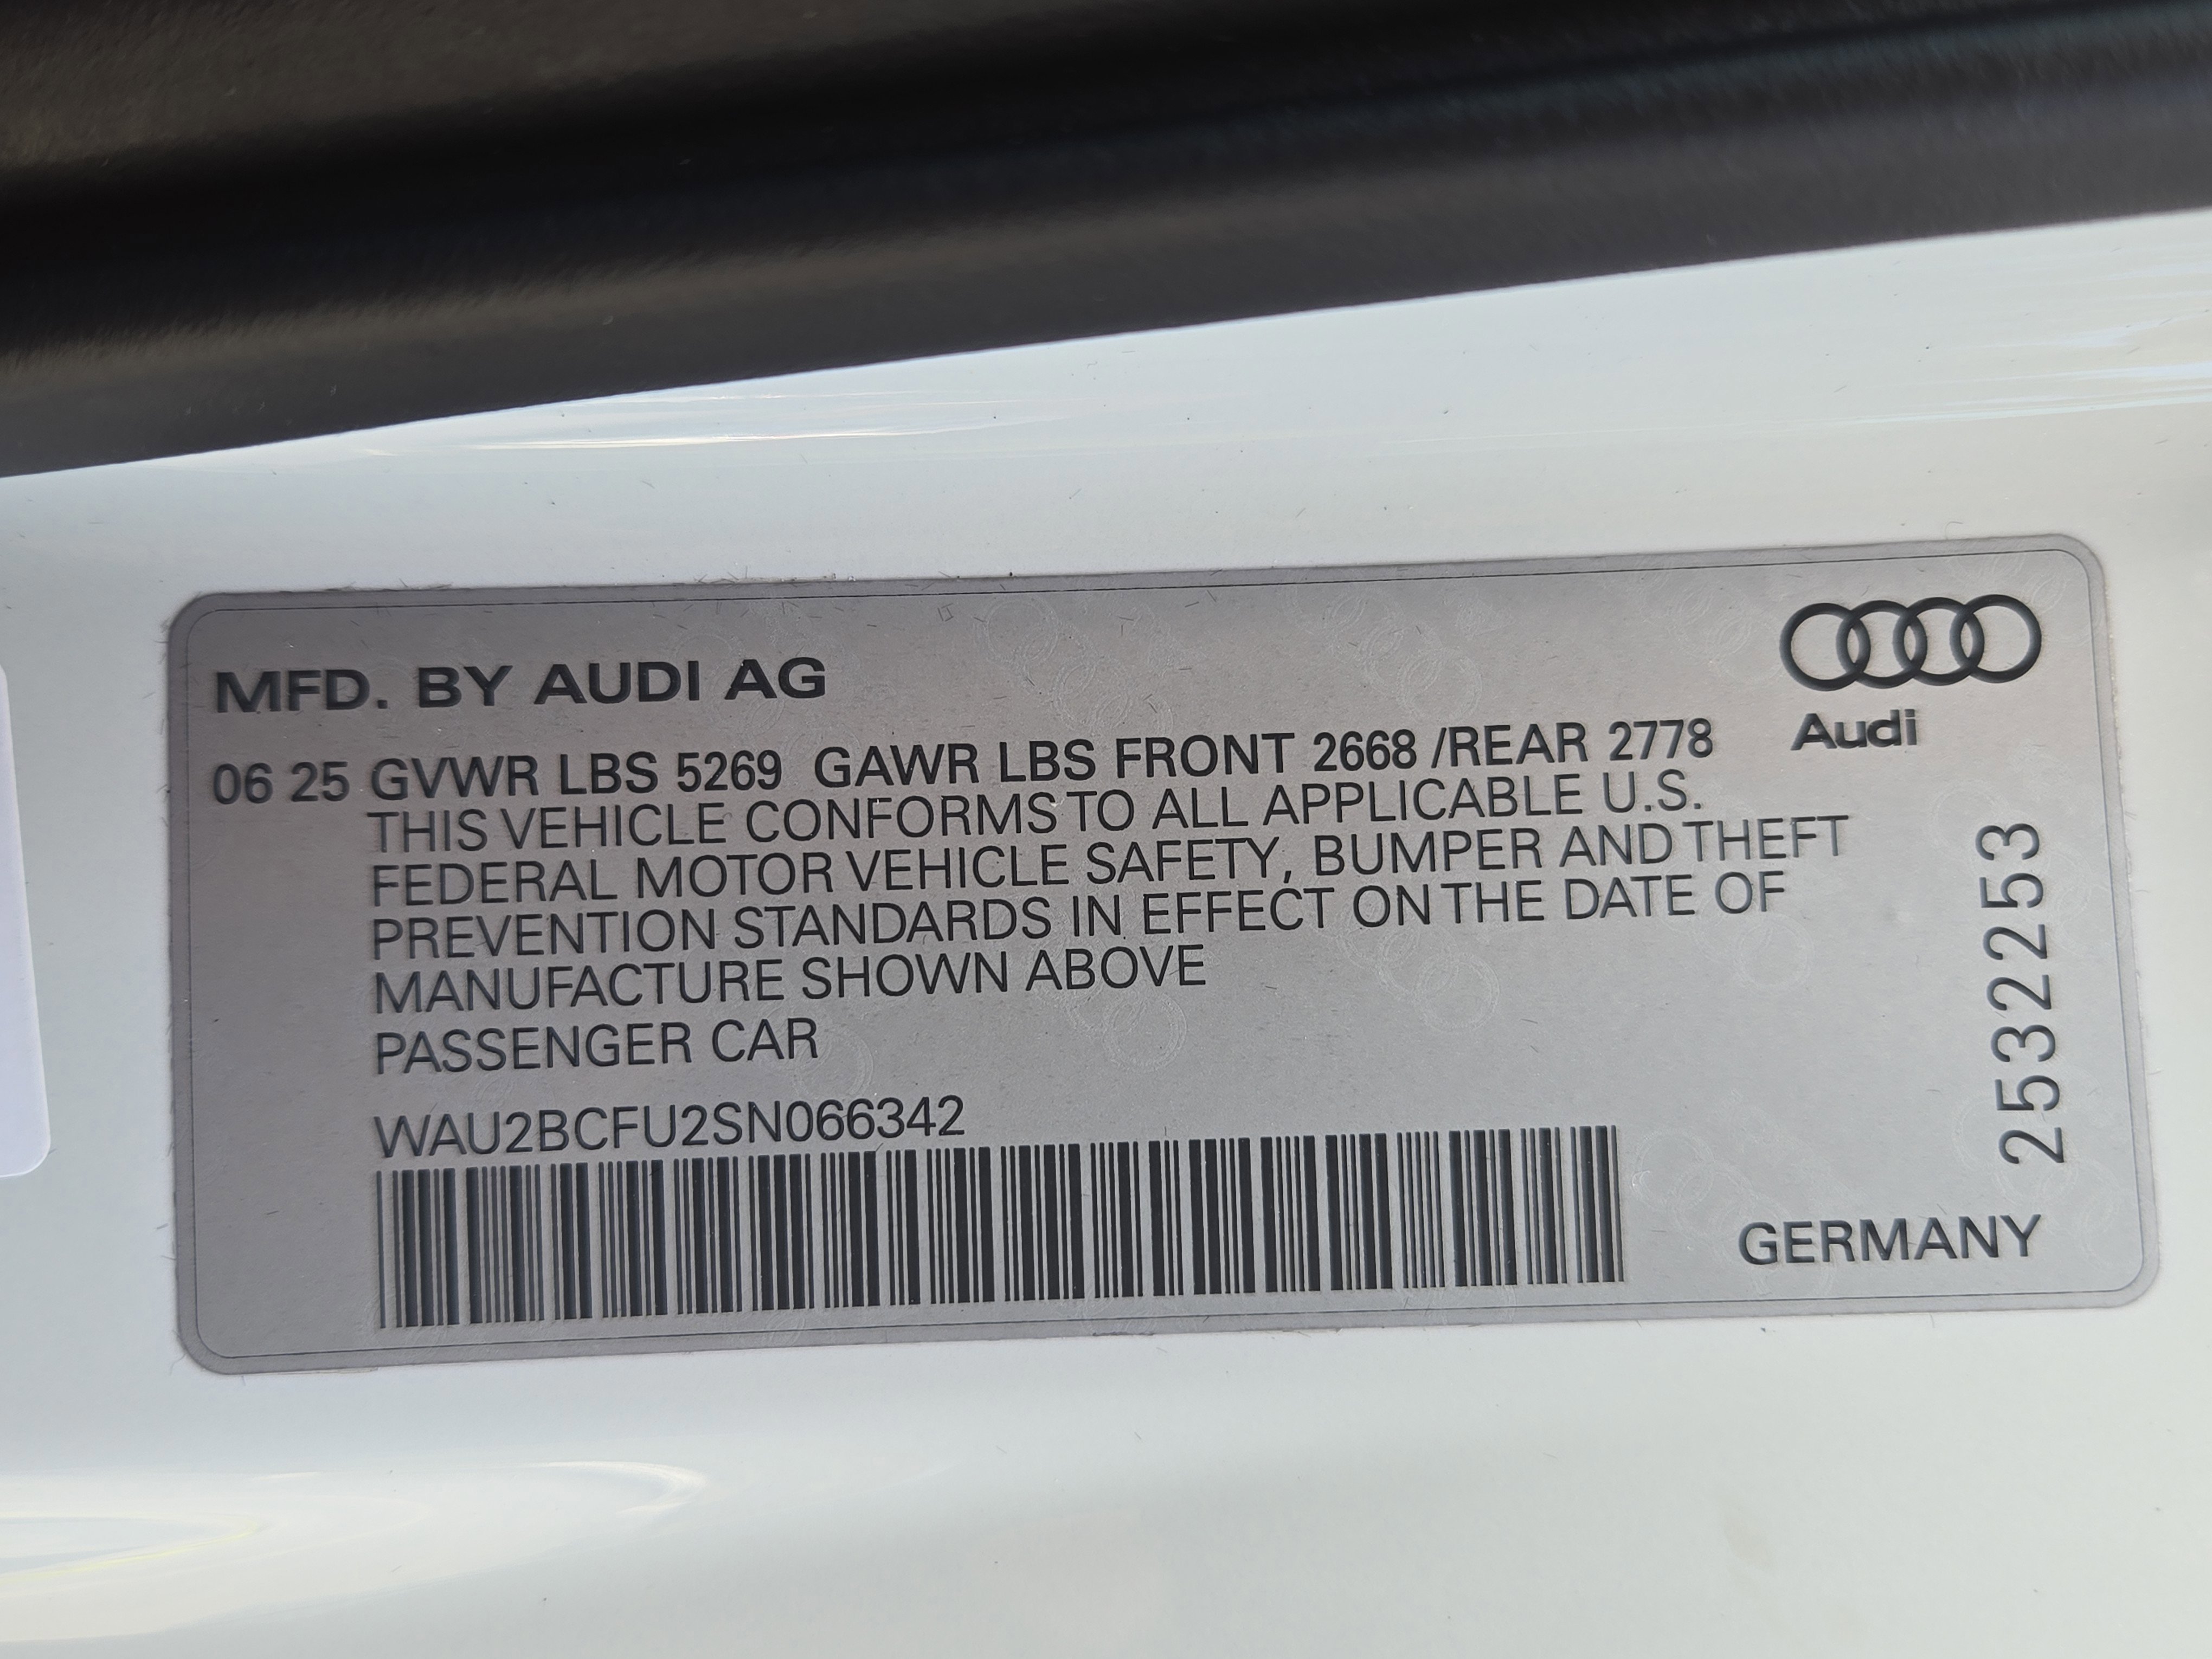 MFD. BY AUDI AG
Audi
06 25 GVWR LBS 5269 GAWR LBS FRONT 2668 /REAR 2778
THIS VEHICLE CONFORMS TO ALL APPLICABLE U.S.
FEDERAL MOTOR VEHICLE SAFETY, BUMPER AND THEFT
PREVENTION STANDARDS IN EFFECT ON THE DATE OF
MANUFACTURE SHOWN ABOVE
PASSENGER CAR
WAU2BCFU2SN066342
GERMANY
2532253